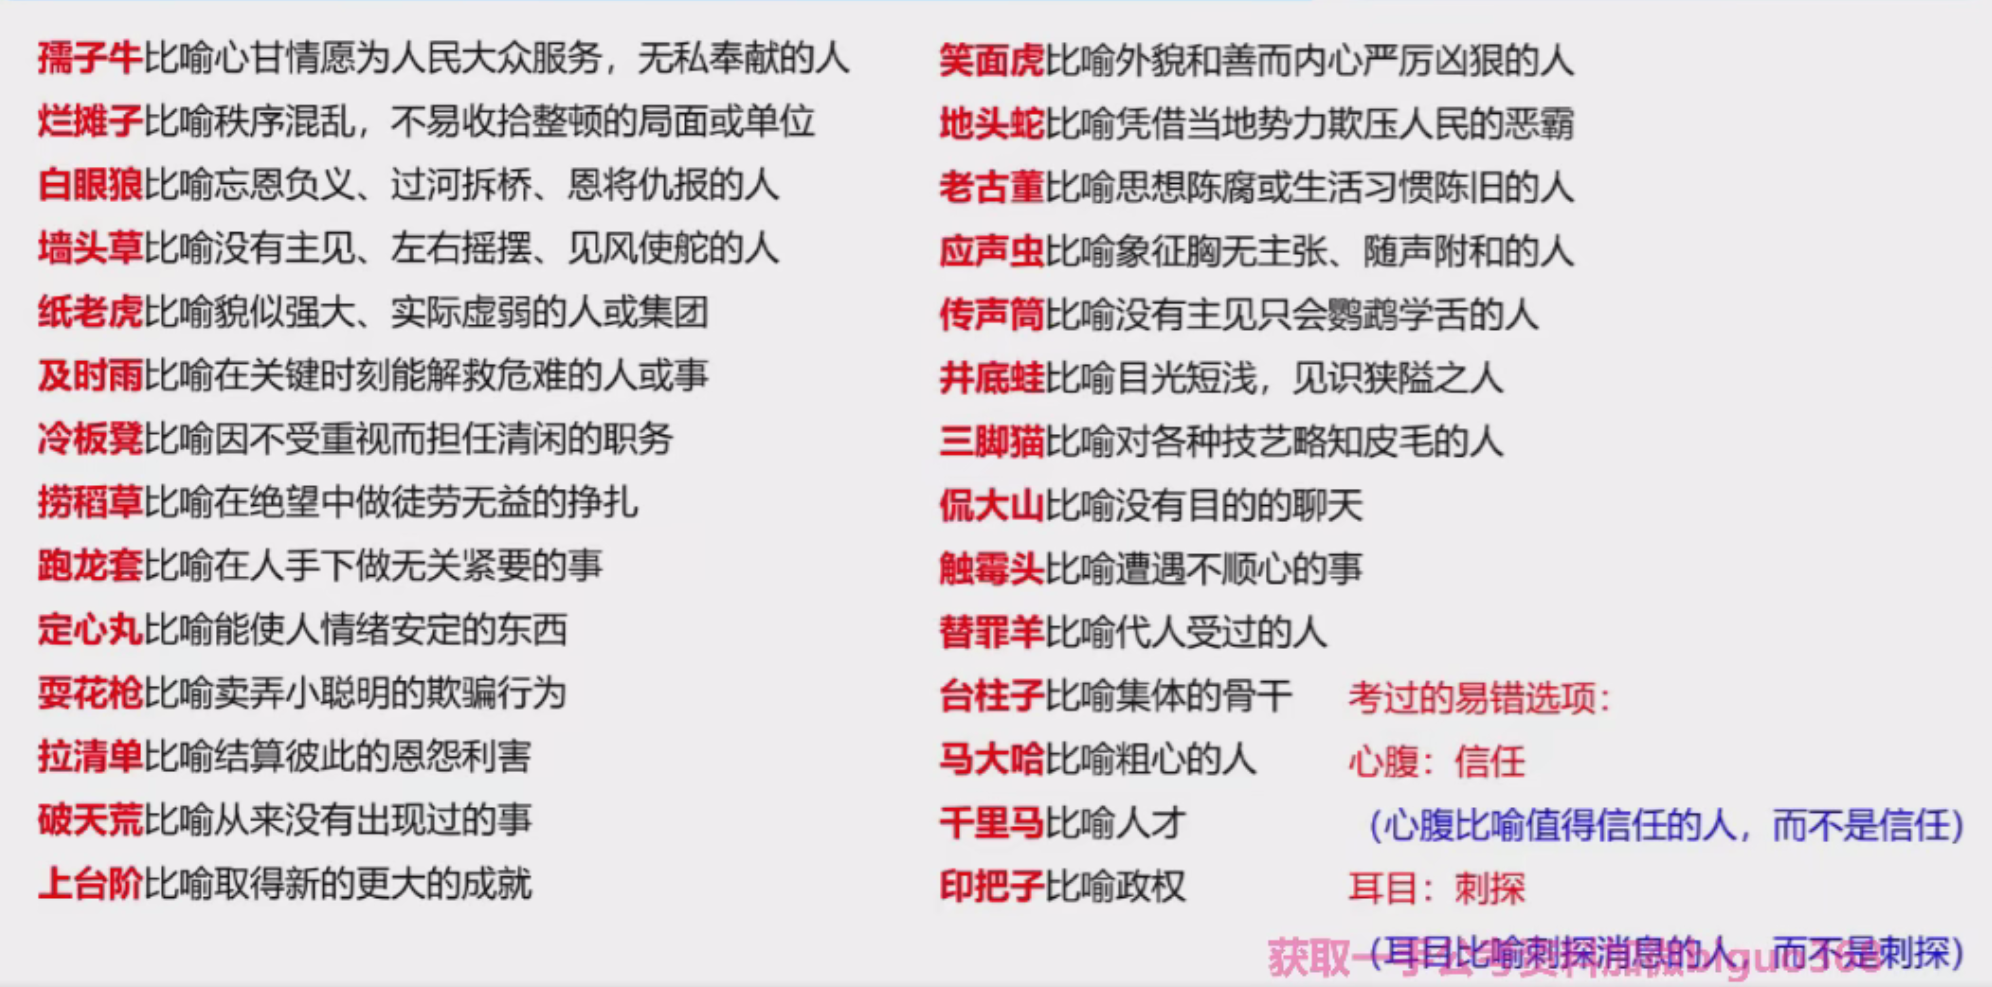 孺子牛比喻心甘情愿为人民大众服务，无私奉献的人
烂摊子比喻秩序混乱，不易收拾整顿的局面或单位
白眼狼比喻忘恩负义、过河拆桥、恩将仇报的人
墙头草比喻没有主见、左右摇摆、见风使舵的人
纸老虎比喻貌似强大、实际虚弱的人或集团
及时雨比喻在关键时刻能解救危难的人或事
冷板凳比喻因不受重视而担任清闲的职务
捞稻草比喻在绝望中做徒劳无益的挣扎
跑龙套比喻在人手下做无关紧要的事
定心丸比喻能使人情绪安定的东西
耍花枪比喻卖弄小聪明的欺骗行为
拉清单比喻结算彼此的恩怨利害
破天荒比喻从来没有出现过的事
上台阶比喻取得新的更大的成就
笑面虎比喻外貌和善而内心严厉凶狠的人
地头蛇比喻凭借当地势力欺压人民的恶霸
老古董比喻思想陈腐或生活习惯陈旧的人
应声虫比喻象征胸无主张、随声附和的人
传声筒比喻没有主见只会鹦鹉学舌的人
井底蛙比喻目光短浅，见识狭隘之人
三脚猫比喻对各种技艺略知皮毛的人
侃大山比喻没有目的的聊天
触霉头比喻遭遇不顺心的事
替罪羊比喻代人受过的人
台柱子比喻集体的骨干
马大哈比喻粗心的人
千里马比喻人才
印把子比喻政权
考过的易错选项：
心腹：信任
（心腹比喻值得信任的人，而不是信任）
耳目：刺探
（耳目比喻刺探消息的人，而不是刺探）
获取一手公考资料加微biguo308